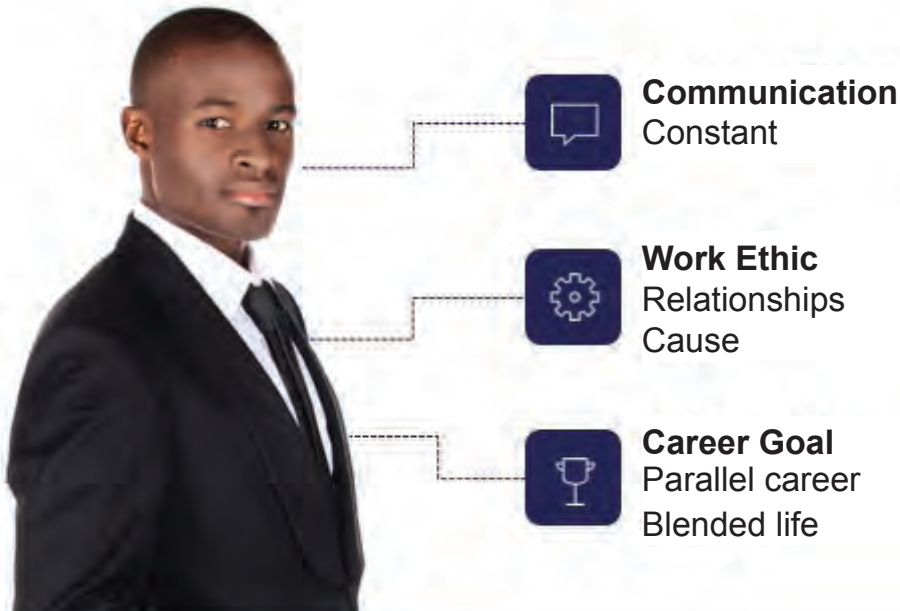 Communication
Constant
Work Ethic
Relationships
Cause
Career Goal
Parallel career
Blended life